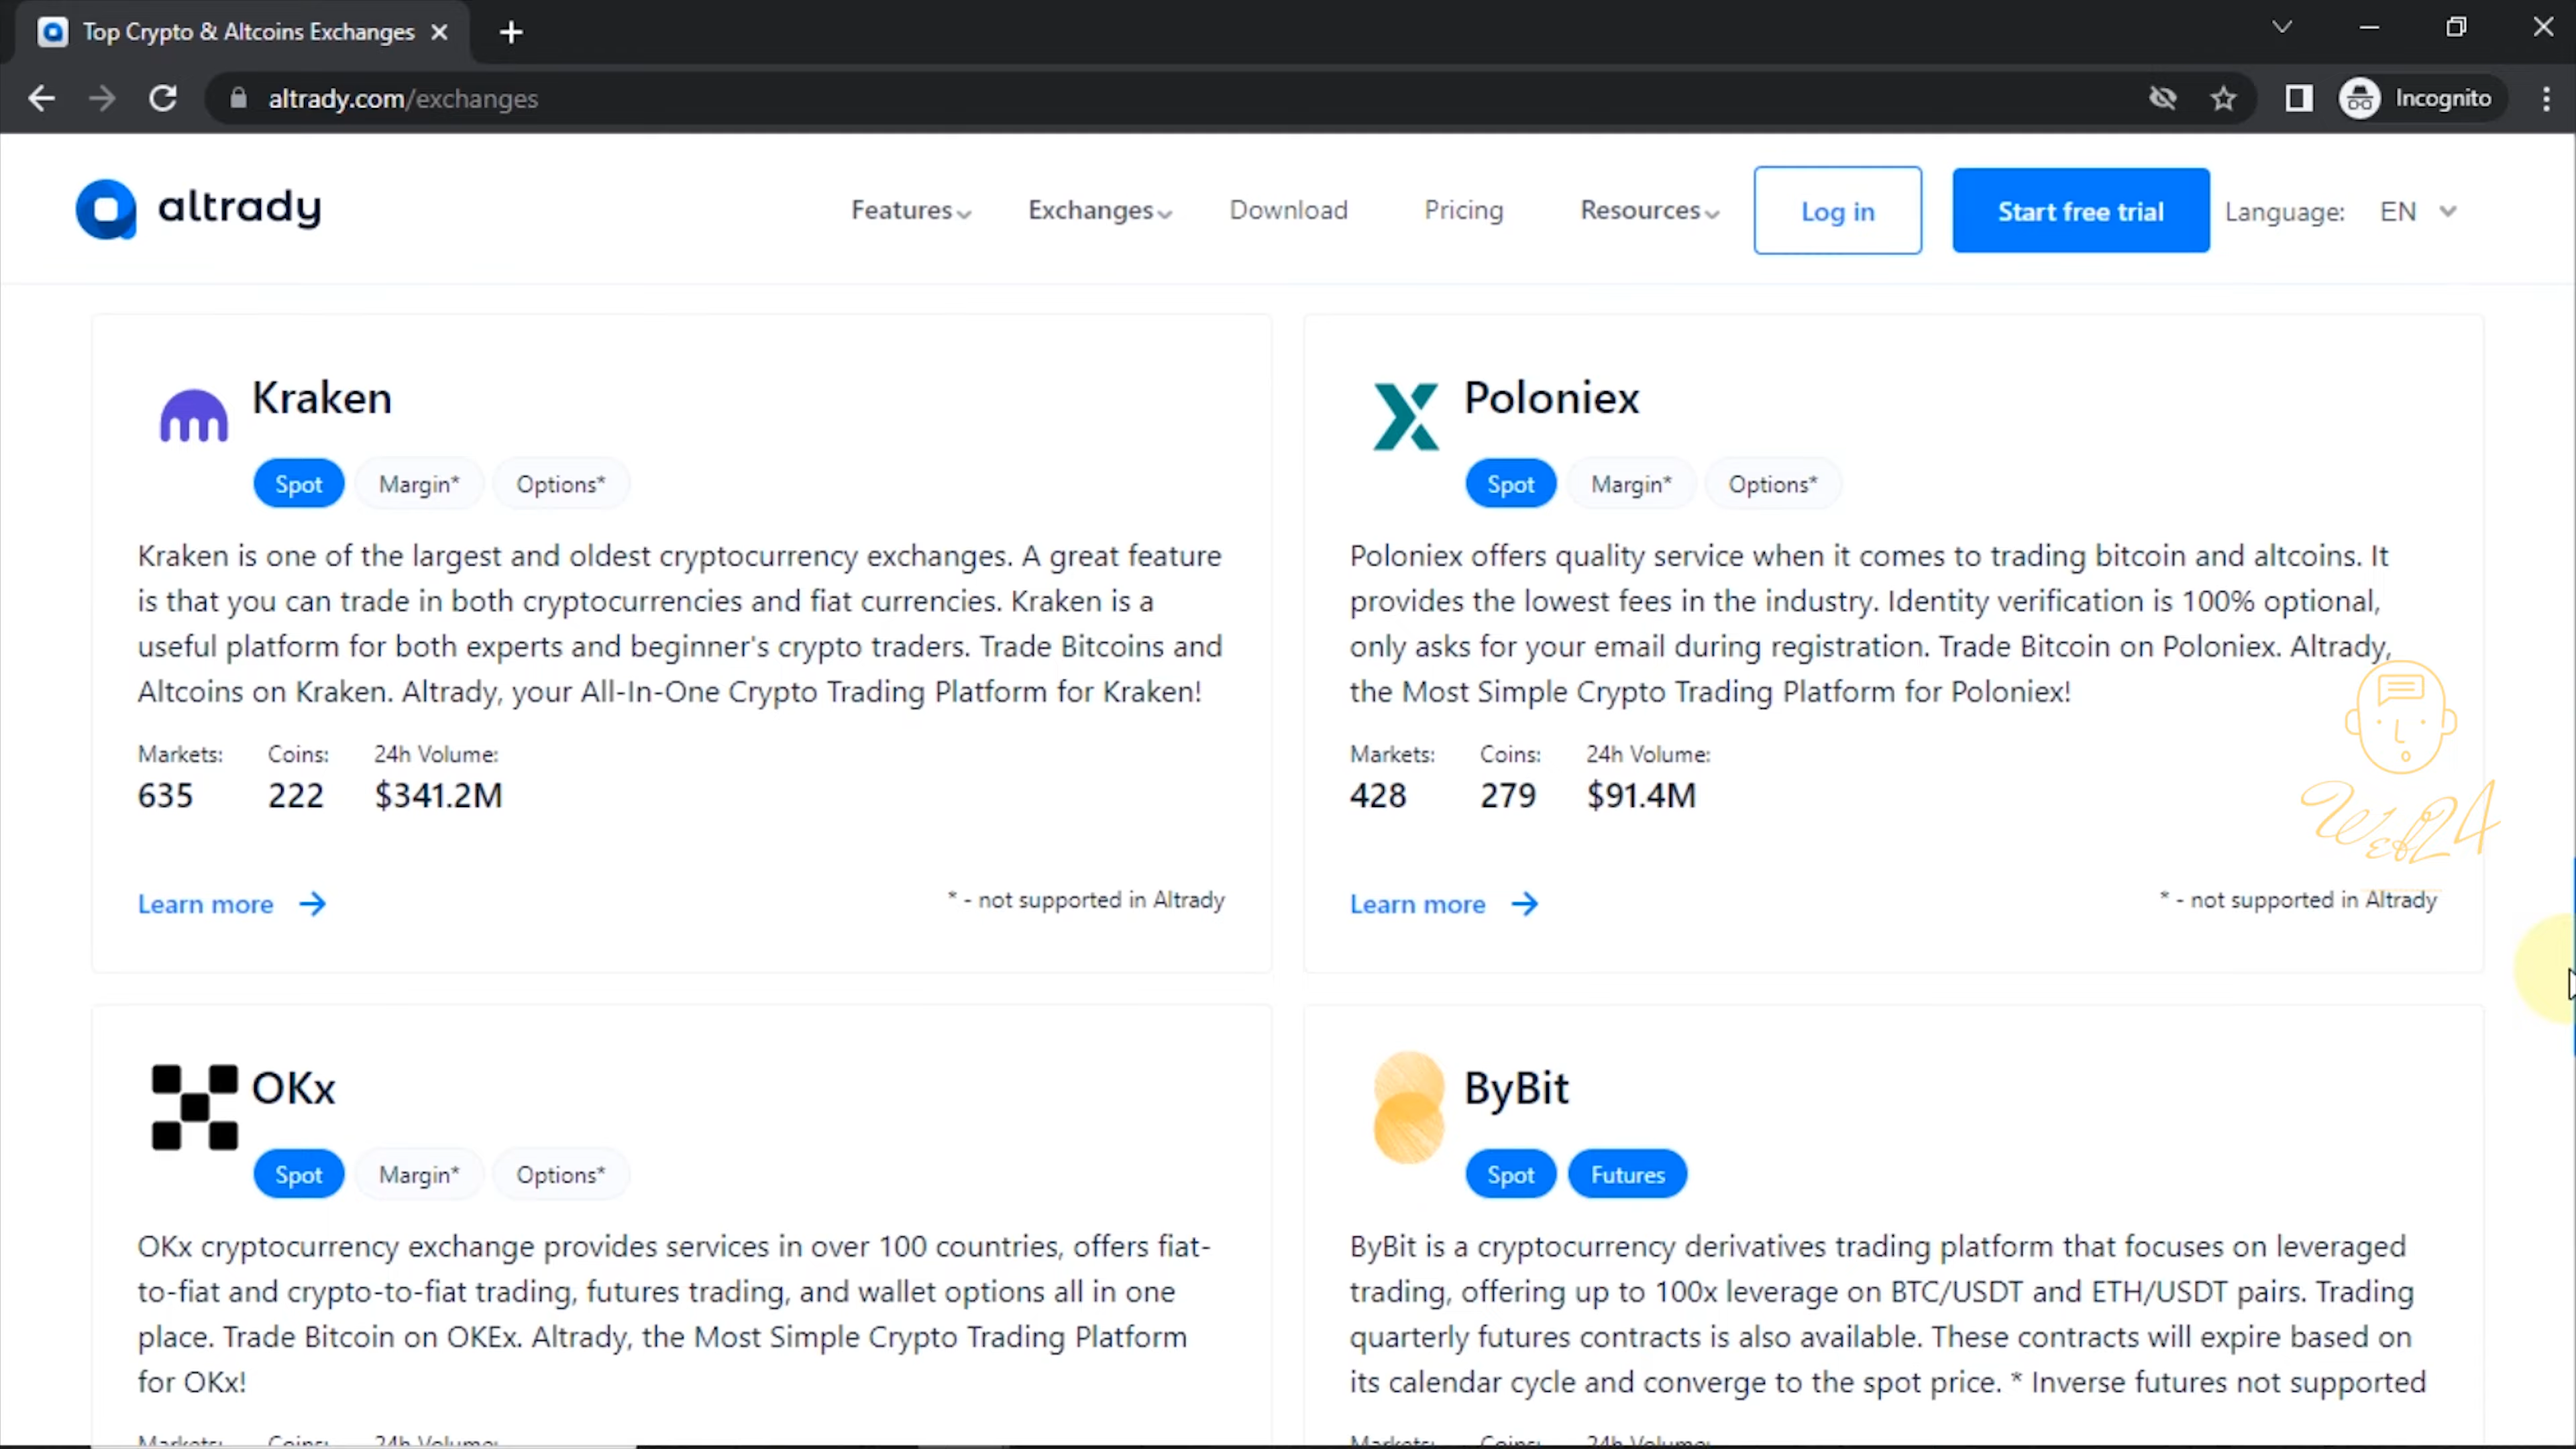 Top Crypto & Altcoins Exchanges
altrady.com/exchanges
Incognito
altrady
Features
Exchanges
Download
Pricing
Resources
Log in
Start free trial
Language: EN
Kraken
Spot Margin* Options*
Kraken is one of the largest and oldest cryptocurrency exchanges. A great feature
is that you can trade in both cryptocurrencies and fiat currencies. Kraken is a
useful platform for both experts and beginner's crypto traders. Trade Bitcoins and
Altcoins on Kraken. Altrady, your All-In-One Crypto Trading Platform for Kraken!
Markets: Coins: 24h Volume:
635 222 $341.2M
Learn more
* - not supported in Altrady
Poloniex
Spot Margin* Options*
Poloniex offers quality service when it comes to trading bitcoin and altcoins. It
provides the lowest fees in the industry. Identity verification is 100% optional,
only asks for your email during registration. Trade Bitcoin on Poloniex. Altrady,
the Most Simple Crypto Trading Platform for Poloniex!
Markets: Coins: 24h Volume:
428 279 $91.4M
Learn more
* - not supported in Altrady
Web24
OKx
Spot Margin* Options*
OKx cryptocurrency exchange provides services in over 100 countries, offers fiat-
to-fiat and crypto-to-fiat trading, futures trading, and wallet options all in one
place. Trade Bitcoin on OKEx. Altrady, the Most Simple Crypto Trading Platform
for OKx!
Markets: Coins: 24h Volume:
ByBit
Spot Futures
ByBit is a cryptocurrency derivatives trading platform that focuses on leveraged
trading, offering up to 100x leverage on BTC/USDT and ETH/USDT pairs. Trading
quarterly futures contracts is also available. These contracts will expire based on
its calendar cycle and converge to the spot price. * Inverse futures not supported
Markets: Coins: 24h Volume: